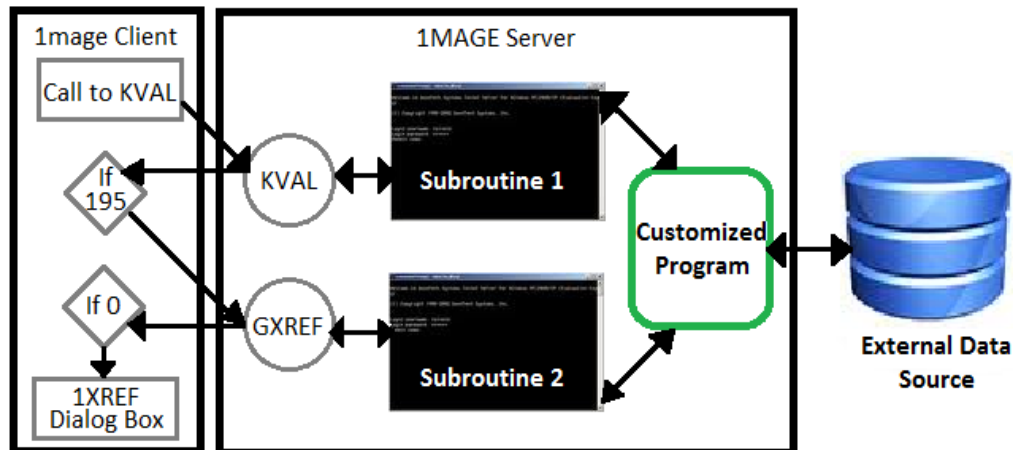 1mage Client
1MAGE Server
Call to KVAL
If
195
KVAL
Subroutine 1
Customized
Program
If 0
GXREF
Subroutine 2
1XREF
Dialog Box
External Data
Source